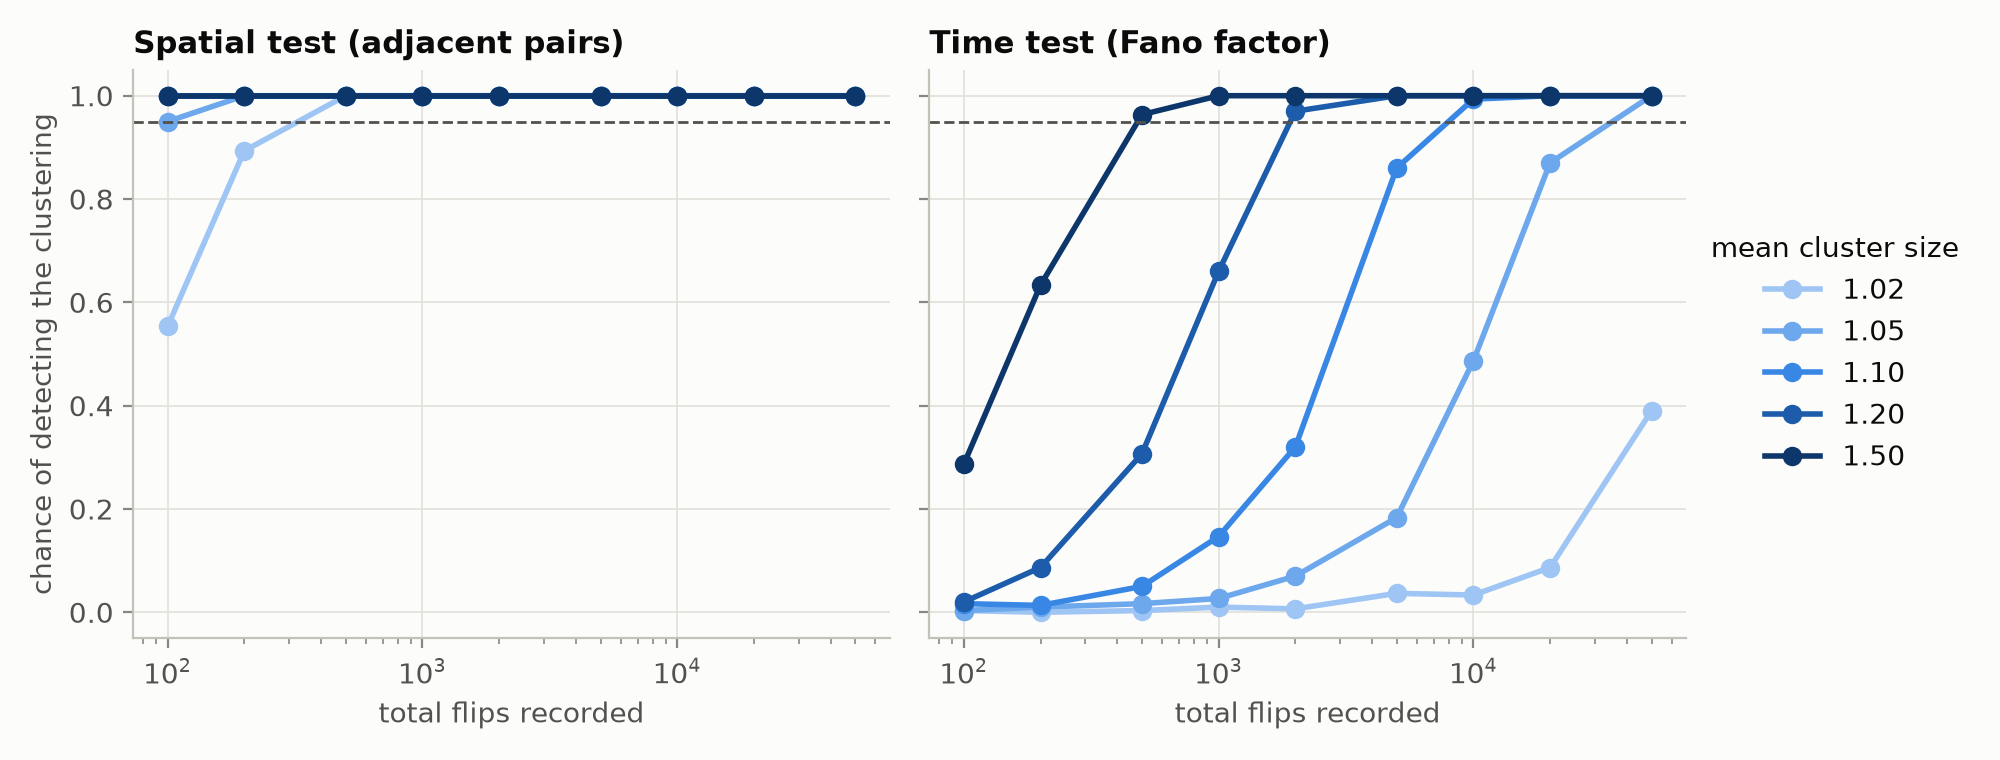 Spatial test (adjacent pairs)
Time test (Fano factor)
chance of detecting the clustering
1.0
0.8
0.6
0.4
0.2
0.0
10²
10³
10⁴
total flips recorded
10²
10³
10⁴
total flips recorded
mean cluster size
1.02
1.05
1.10
1.20
1.50